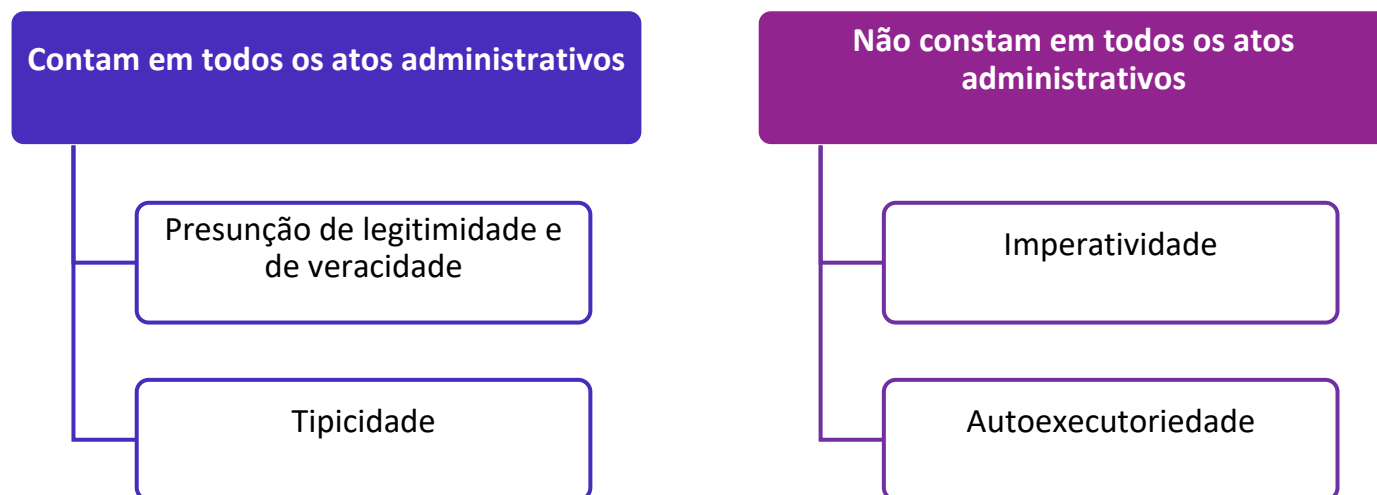 Contam em todos os atos administrativos
Presunção de legitimidade e
de veracidade
Tipicidade
Não constam em todos os atos
administrativos
Imperatividade
Autoexecutoriedade